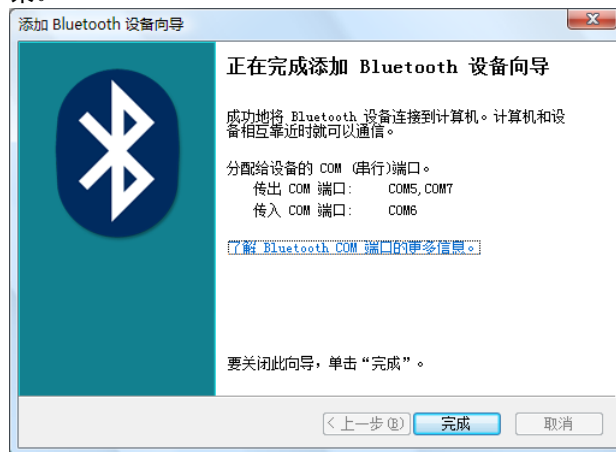 添加 Bluetooth 设备向导
正在完成添加 Bluetooth 设备向导
成功地将 Bluetooth 设备连接到计算机。计算机和设
备相互靠近时就可以通信。
分配给设备的 COM (串行)端口。
传出 COM 端口: COM5,COM7
传入 COM 端口: COM6
了解 Bluetooth COM 端口的更多信息。
要关闭此向导，单击“完成”。
< 上一步(B) 完成 取消